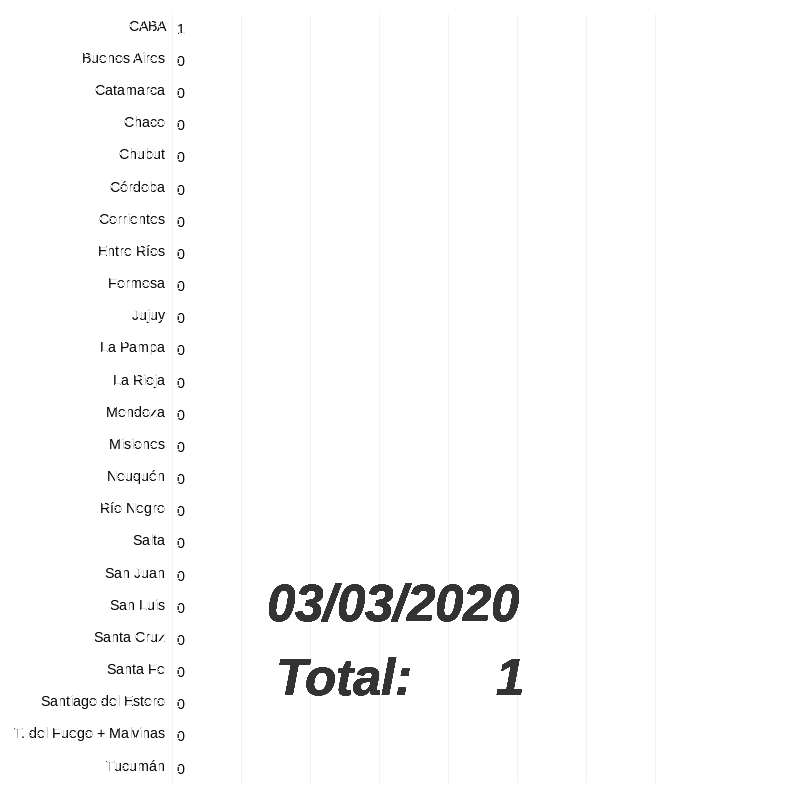 CABA 1
Buenos Aires 0
Catamarca 0
Chaco 0
Chubut 0
Córdoba 0
Corrientes 0
Entre Ríos 0
Formosa 0
Jujuy 0
La Pampa 0
La Rioja 0
Mendoza 0
Misiones 0
Neuquén 0
Río Negro 0
Salta 0
San Juan 0
San Luis 0
03/03/2020
Santa Cruz 0
Santa Fe 0
Total: 1
Santiago del Estero 0
T. del Fuego + Malvinas 0
Tucumán 0